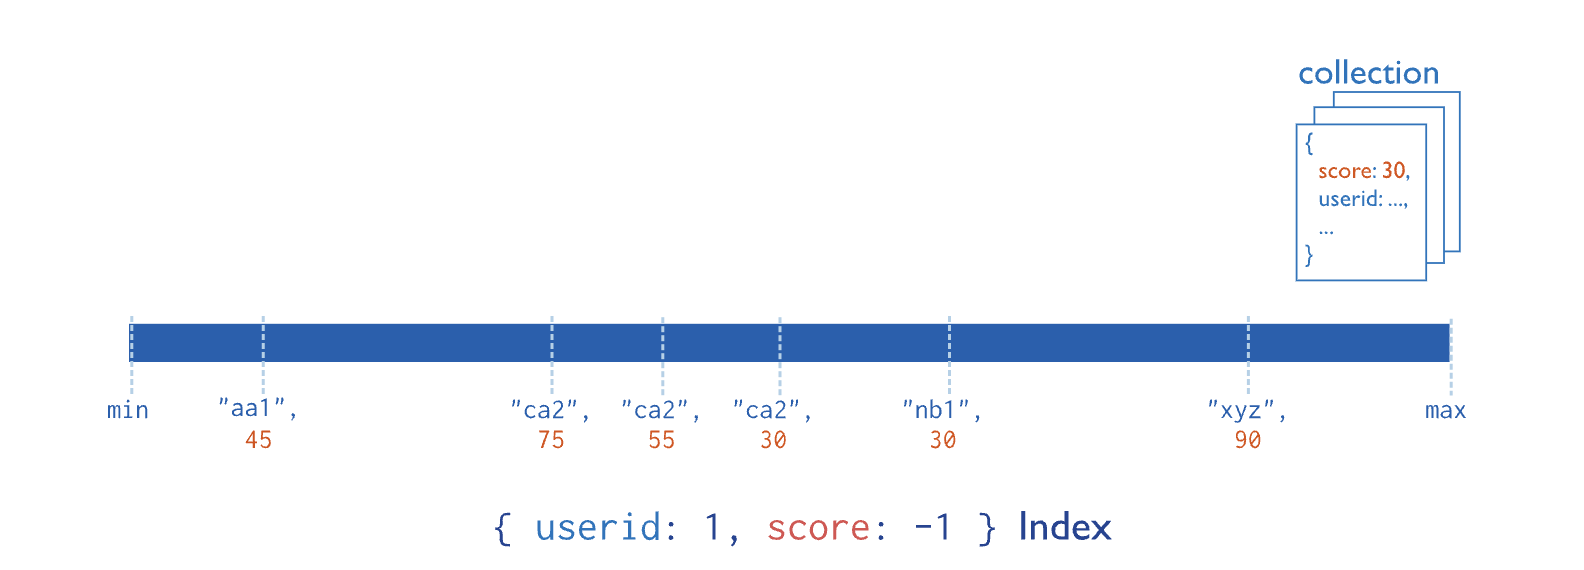 collection
{
score: 30,
userid: ...,
...
}
min "aa1", "ca2", "ca2", "ca2", "nb1", "xyz", max
45 75 55 30 30 90
{ userid: 1, score: -1 } Index